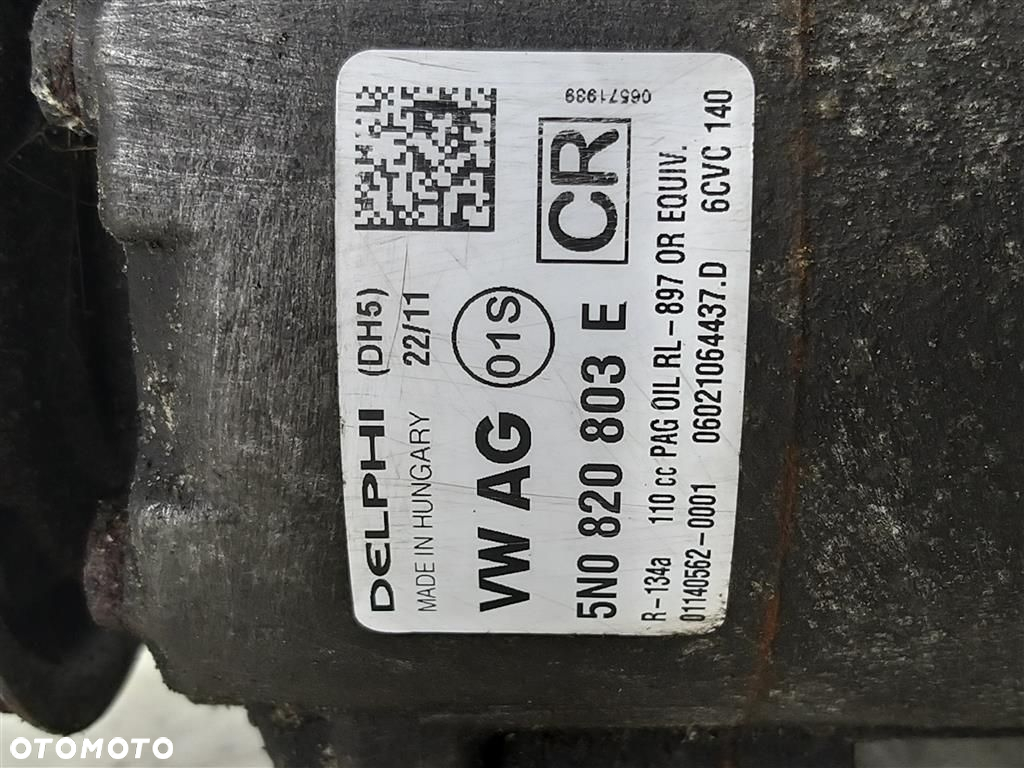 DELPHI (DH5)
MADE IN HUNGARY 22/11
VW AG 01S
CR
06571939
5N0 820 803 E
R-134a 110 cc PAG OIL RL-897 OR EQUIV.
01140562-0001 06021064437.D 6CVC 140
OTOMOTO